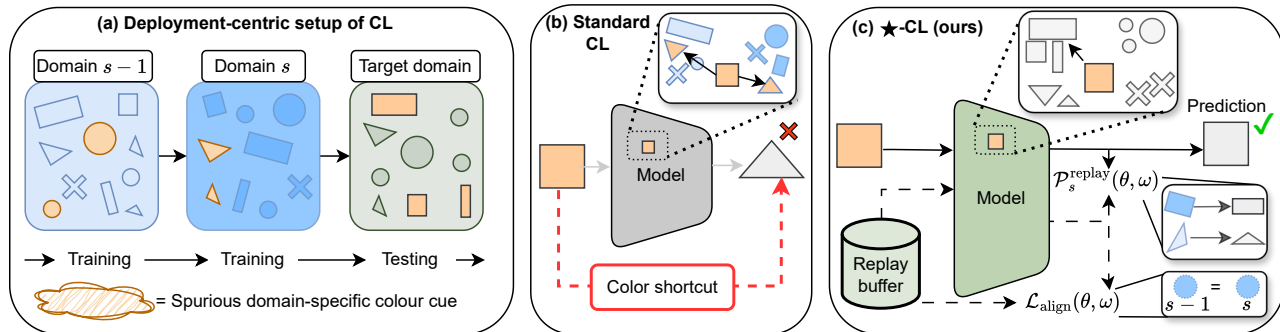 (a) Deployment-centric setup of CL
Domain s − 1
Domain s
Target domain
Training
Training
Testing
= Spurious domain-specific colour cue
(b) Standard
CL
Model
Color shortcut
(c) ★-CL (ours)
Prediction
✓
Model
Replay
buffer
𝒫ₛ^replay(θ, ω)
ℒ_align(θ, ω)
=
s − 1
s